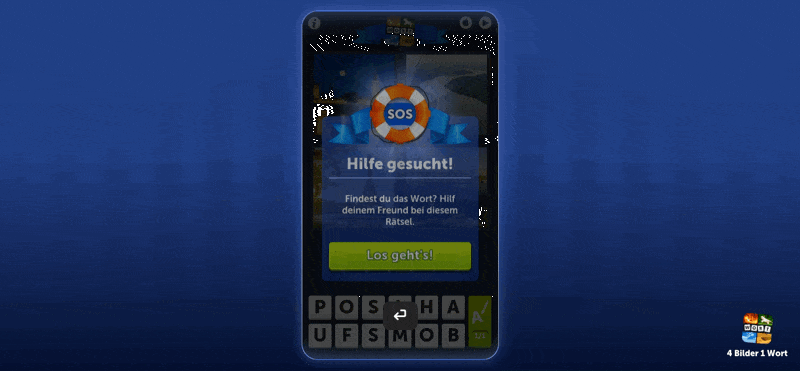 SOS
Hilfe gesucht!
Findest du das Wort? Hilf
deinem Freund bei diesem
Rätsel.
Los geht's!
P O S A H A
U F S M O B
WORT
4 Bilder 1 Wort